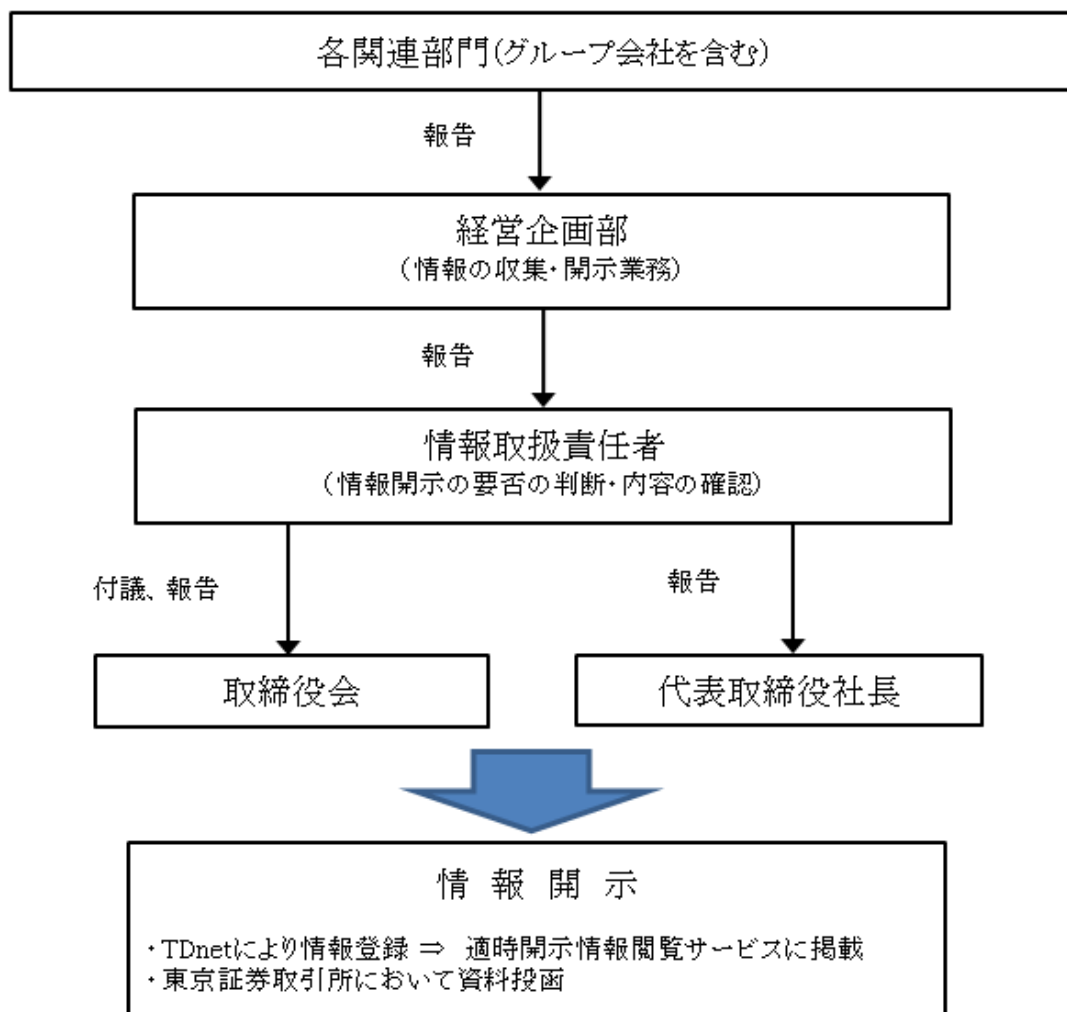 各関連部門(グループ会社を含む)
報告
経営企画部
(情報の収集・開示業務)
報告
情報取扱責任者
(情報開示の要否の判断・内容の確認)
付議、報告
報告
取締役会
代表取締役社長
情 報 開 示
・TDnetにより情報登録 ⇒ 適時開示情報閲覧サービスに掲載
・東京証券取引所において資料投函